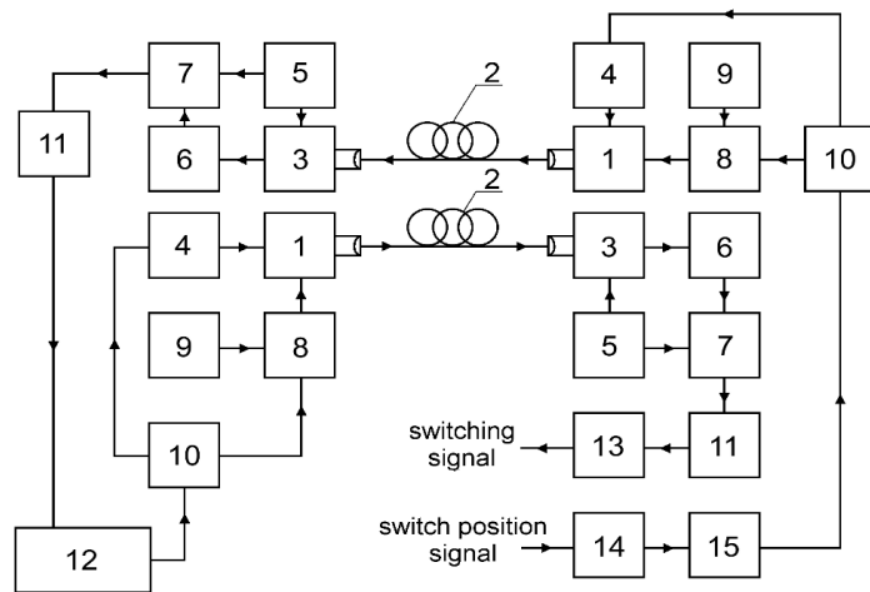 7 5 2 4 9
11 6 3 1 8 10
2
4 1 3 6
9 8 5 7
switching
signal
10 13 11
switch position
signal
12 14 15